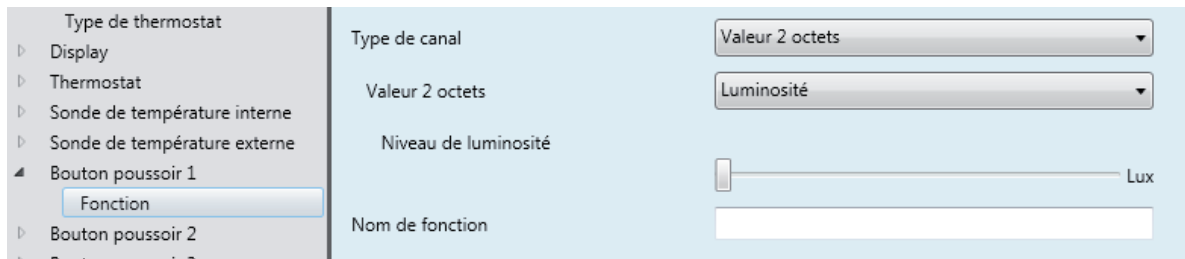 Type de thermostat
Display
Thermostat
Sonde de température interne
Sonde de température externe
Bouton poussoir 1
Fonction
Bouton poussoir 2
Type de canal
Valeur 2 octets
Valeur 2 octets
Luminosité
Niveau de luminosité
Lux
Nom de fonction